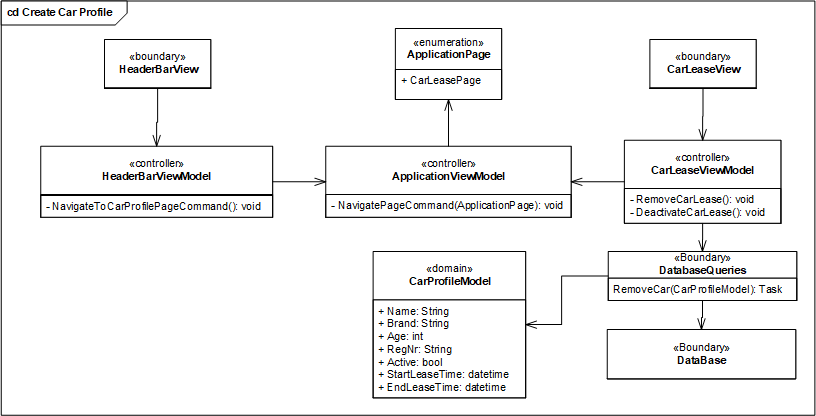 cd Create Car Profile
«boundary»
HeaderBarView
«enumeration»
ApplicationPage
+ CarLeasePage
«boundary»
CarLeaseView
«controller»
HeaderBarViewModel
- NavigateToCarProfilePageCommand(): void
«controller»
ApplicationViewModel
- NavigatePageCommand(ApplicationPage): void
«controller»
CarLeaseViewModel
- RemoveCarLease(): void
- DeactivateCarLease(): void
«domain»
CarProfileModel
+ Name: String
+ Brand: String
+ Age: int
+ RegNr: String
+ Active: bool
+ StartLeaseTime: datetime
+ EndLeaseTime: datetime
«Boundary»
DatabaseQueries
RemoveCar(CarProfileModel): Task
«Boundary»
DataBase